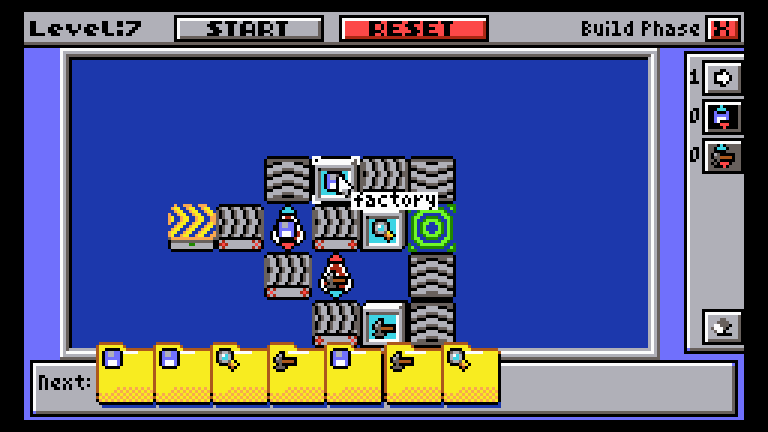 Level:7 START RESET Build Phase X
1
0
0
factory
Next: